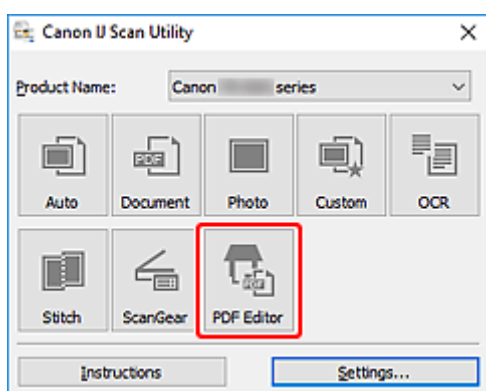 Canon IJ Scan Utility
Product Name: Canon series
Auto Document Photo Custom OCR
PDF
Stitch ScanGear PDF Editor
PDF
Instructions Settings...